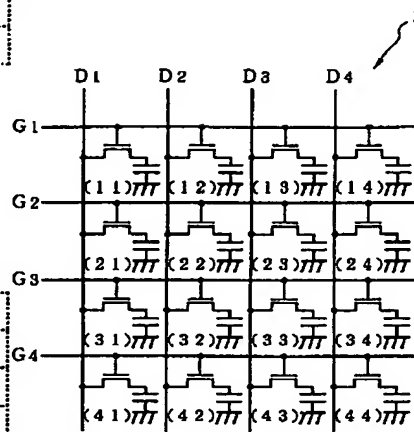 D1 D2 D3 D4
G1
(11) (12) (13) (14)
G2
(21) (22) (23) (24)
G3
(31) (32) (33) (34)
G4
(41) (42) (43) (44)